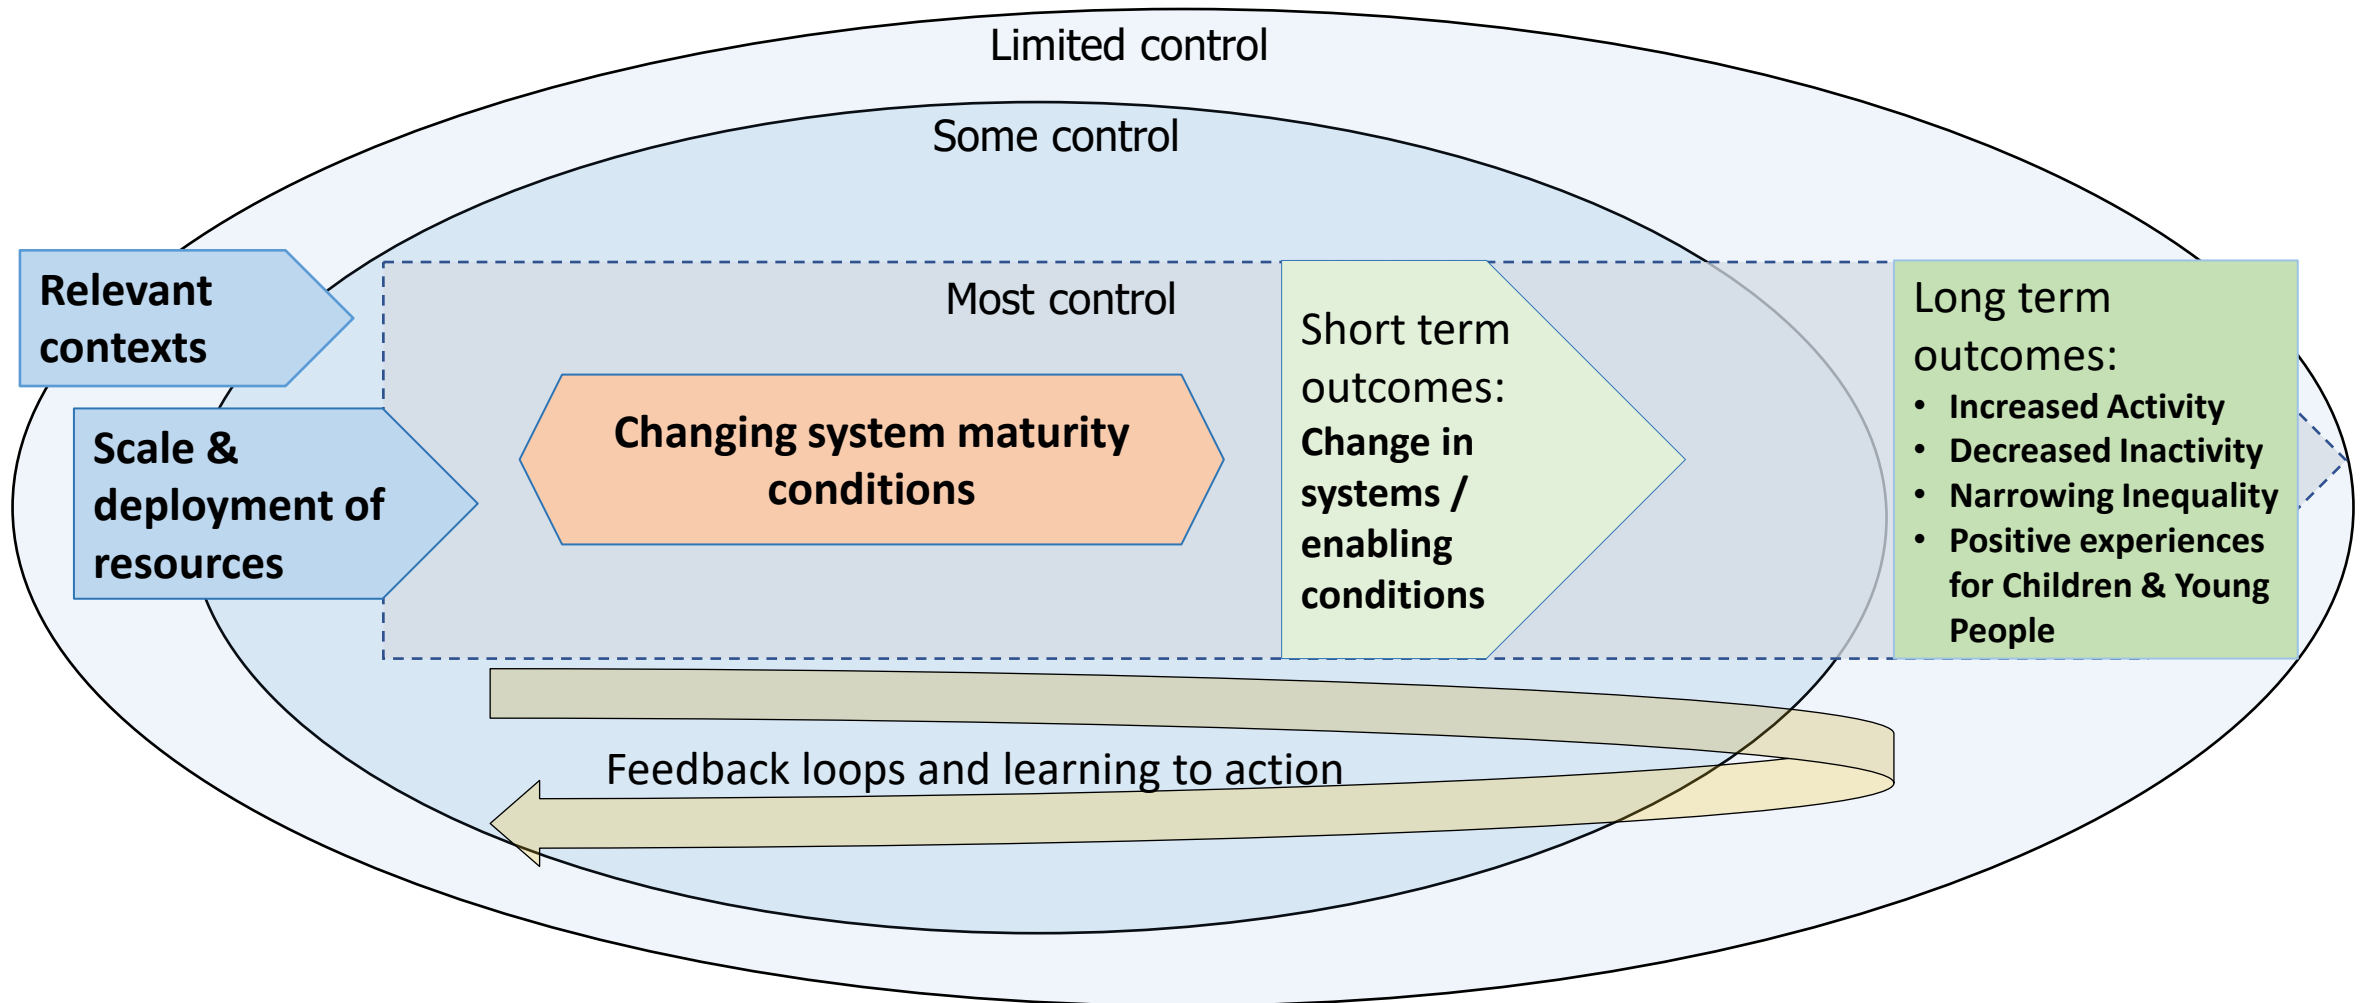 Limited control
Some control
Most control
Relevant
contexts
Scale &
deployment of
resources
Changing system maturity
conditions
Short term
outcomes:
Change in
systems /
enabling
conditions
Long term
outcomes:
• Increased Activity
• Decreased Inactivity
• Narrowing Inequality
• Positive experiences
for Children & Young
People
Feedback loops and learning to action